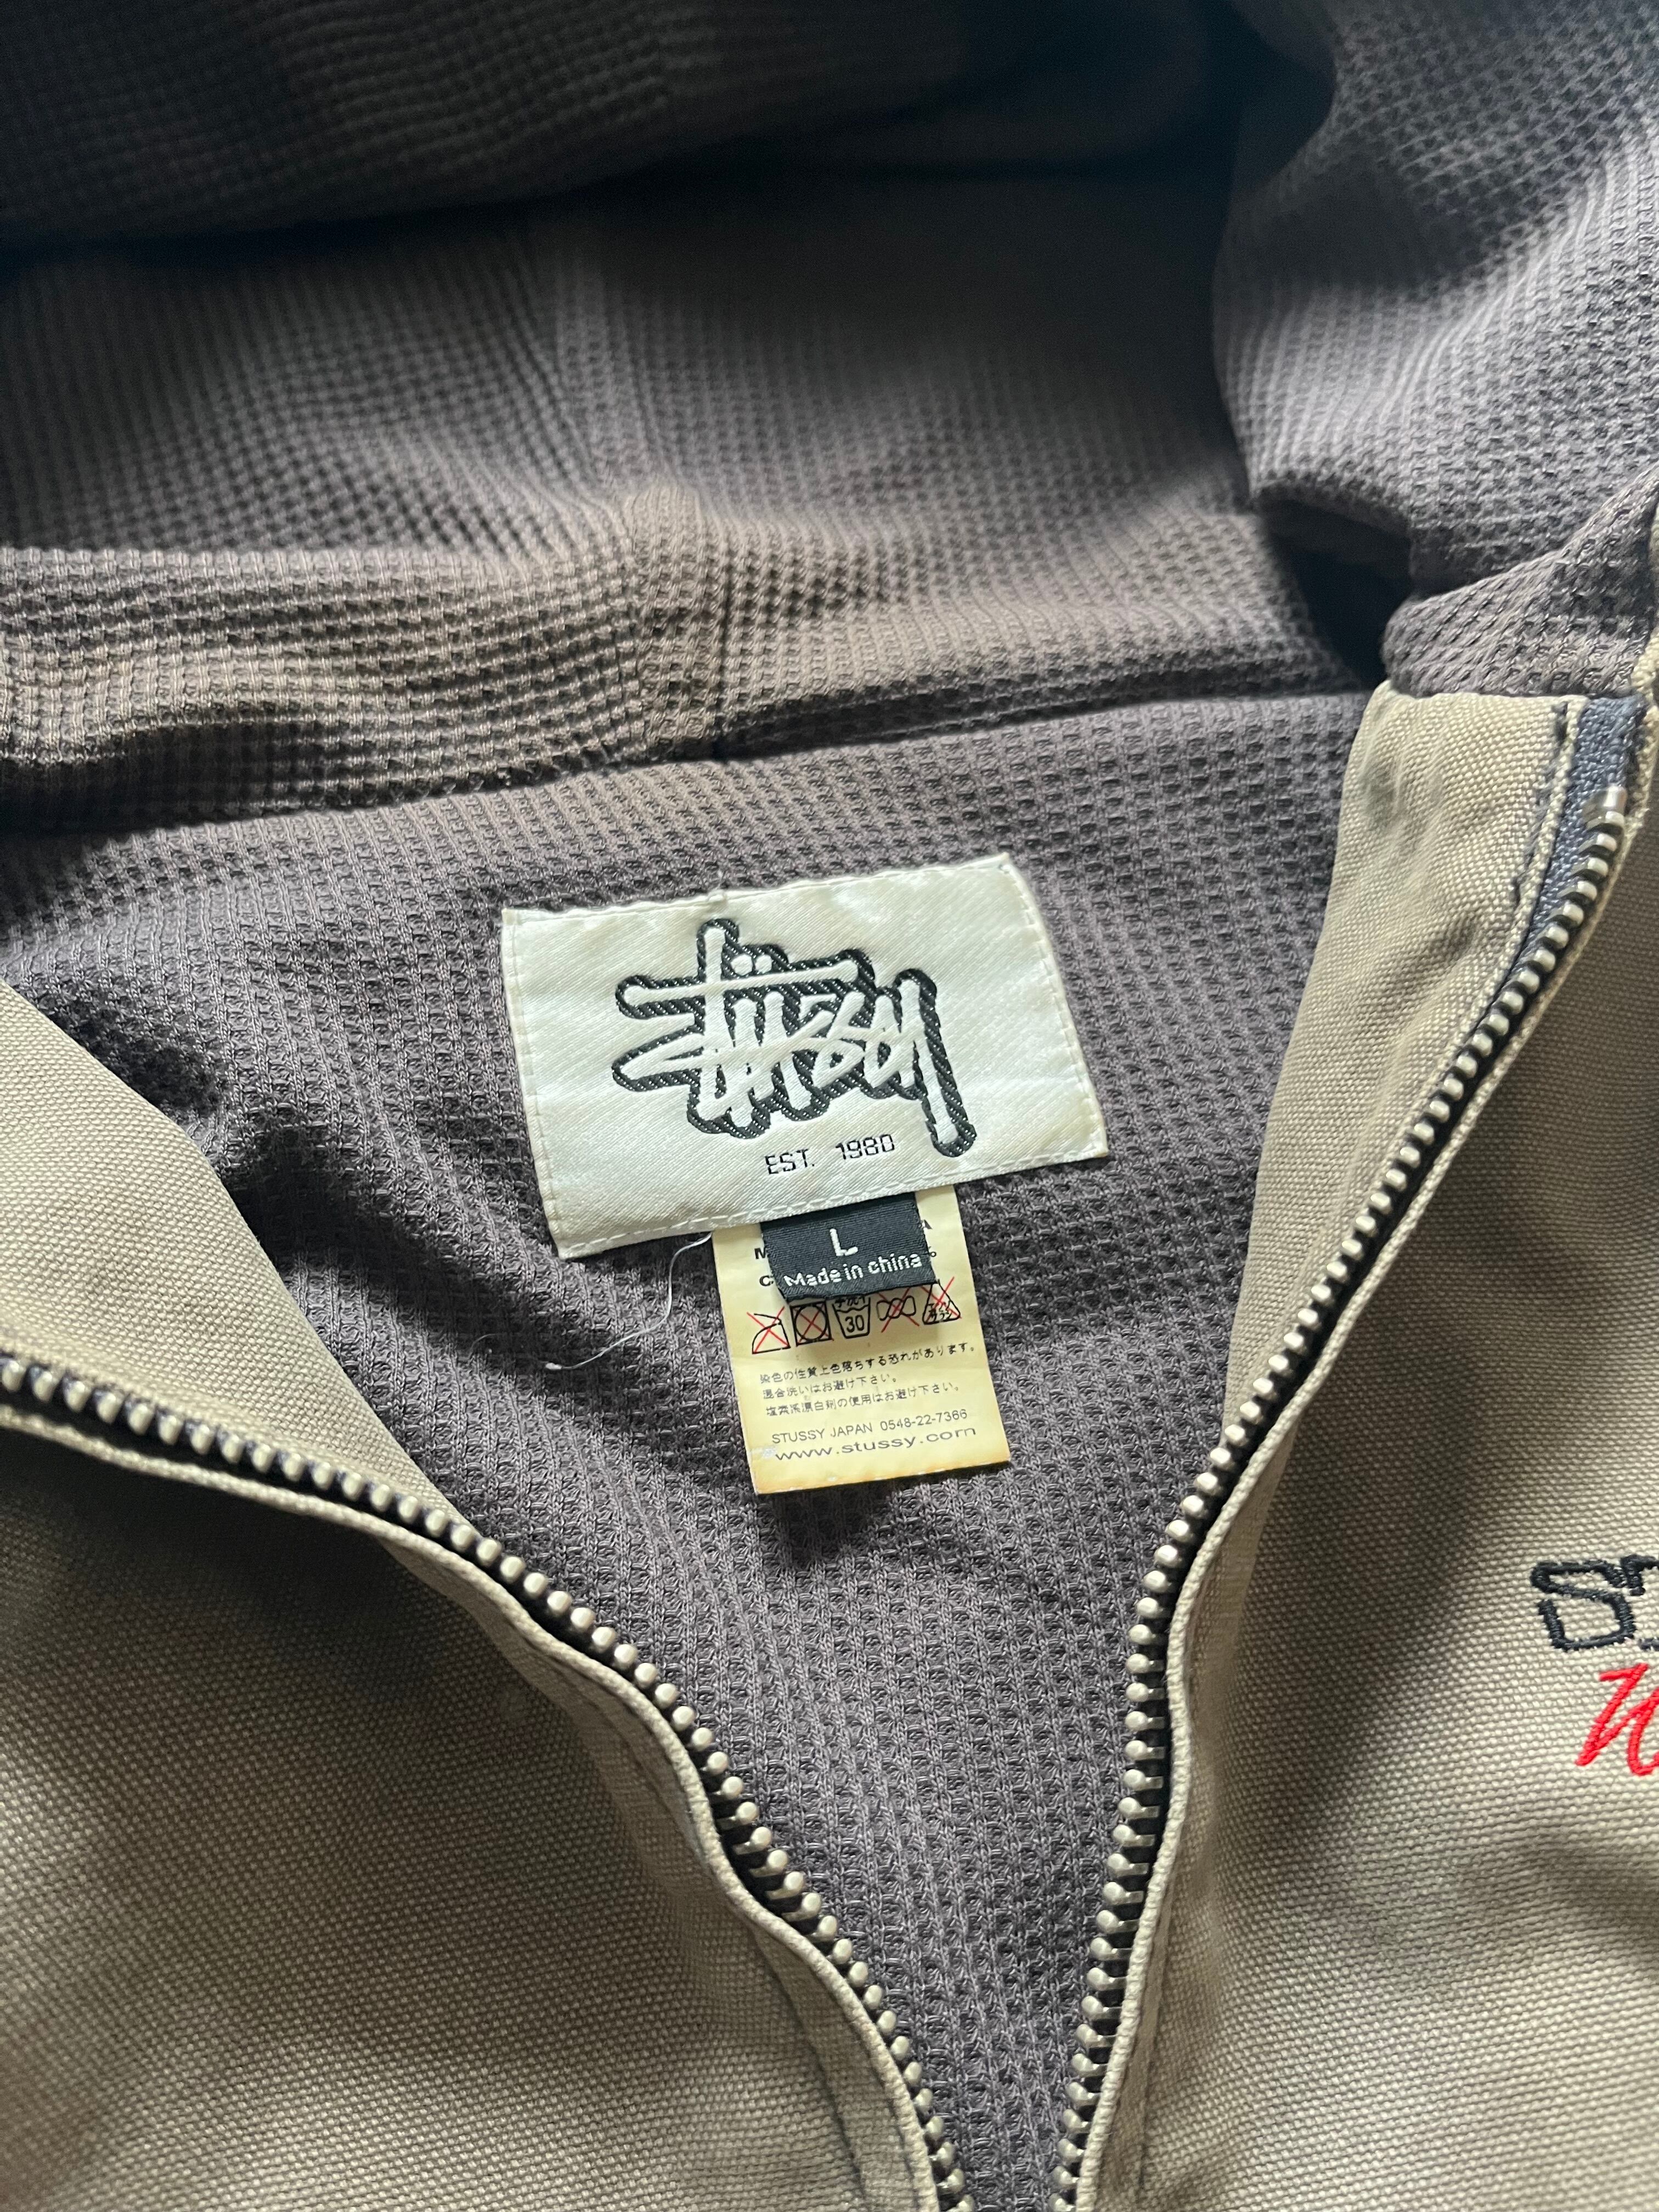 Stüssy
EST. 1980
L
Made in china
A
M
%
C
30
染色の性質上色落ちする恐れがあります。
混合洗いはお避け下さい。
塩素系漂白剤の使用はお避け下さい。
STUSSY JAPAN 0548-22-7366
www.stussy.com
ST
W